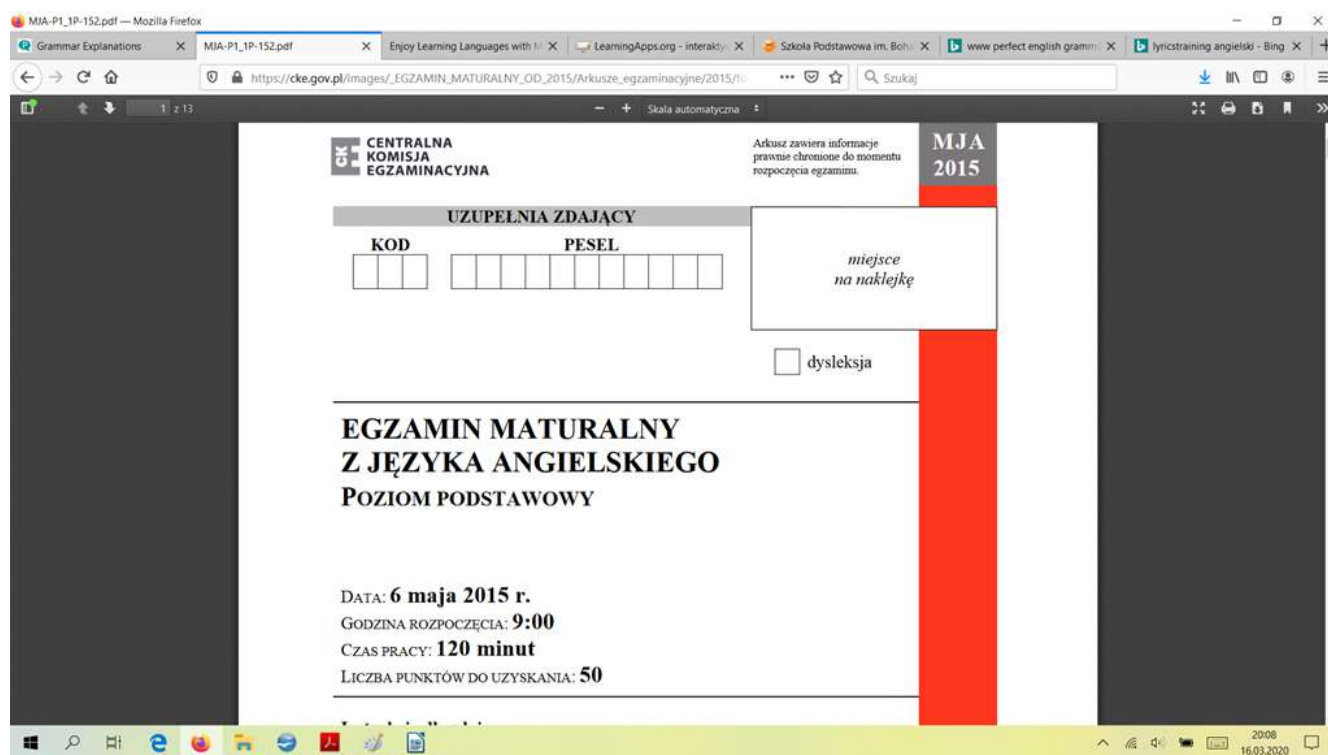 MJA-P1_1P-152.pdf — Mozilla Firefox
Grammar Explanations
MJA-P1_1P-152.pdf
Enjoy Learning Languages with
LearningApps.org - interakty
Szkoła Podstawowa im. Boh
www perfect english gramm
lyricstraining angielski - Bing
https://cke.gov.pl/images/_EGZAMIN_MATURALNY_OD_2015/Arkusze_egzaminacyjne/2015/
Szukaj
1 z 13
Skala automatyczna
CENTRALNA
KOMISJA
EGZAMINACYJNA
CKE
Arkusz zawiera informacje
prawnie chronione do momentu
rozpoczęcia egzaminu.
MJA
2015
UZUPEŁNIA ZDAJĄCY
KOD
PESEL
miejsce
na naklejkę
dysleksja
EGZAMIN MATURALNY
Z JĘZYKA ANGIELSKIEGO
POZIOM PODSTAWOWY
DATA: 6 maja 2015 r.
GODZINA ROZPOCZĘCIA: 9:00
CZAS PRACY: 120 minut
LICZBA PUNKTÓW DO UZYSKANIA: 50
20:08
16.03.2020